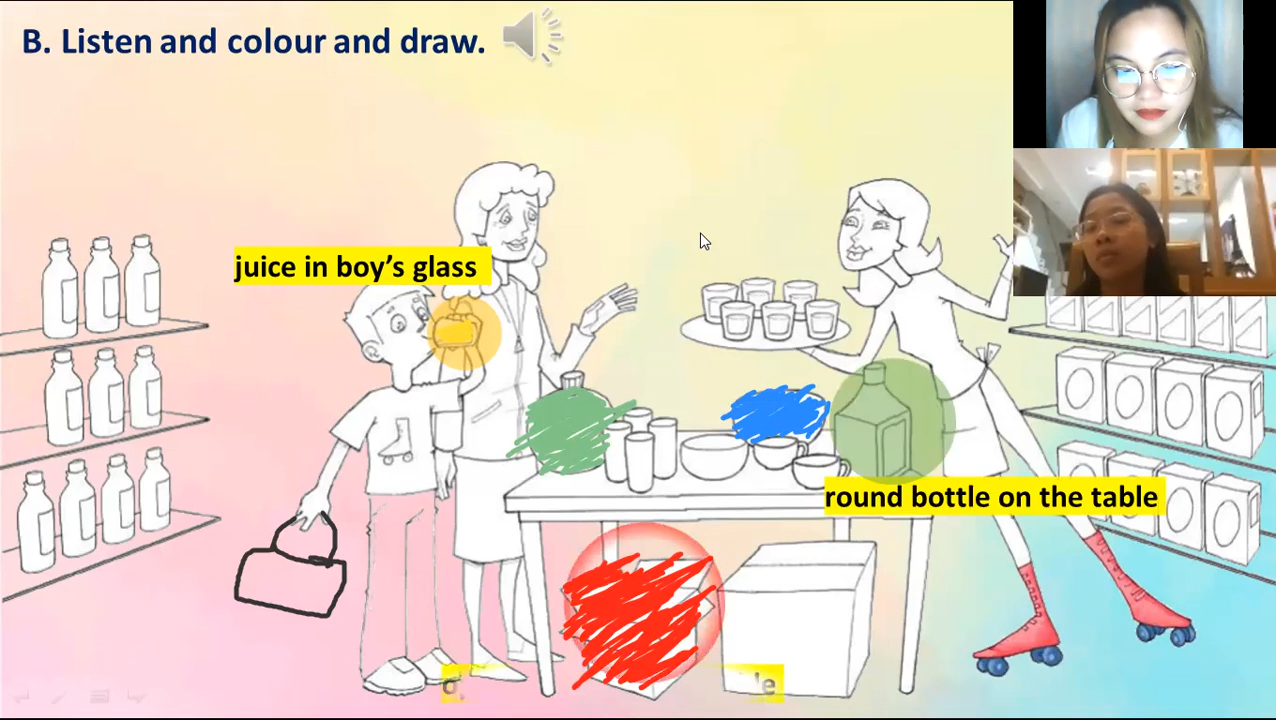 B. Listen and colour and draw.
juice in boy's glass
round bottle on the table